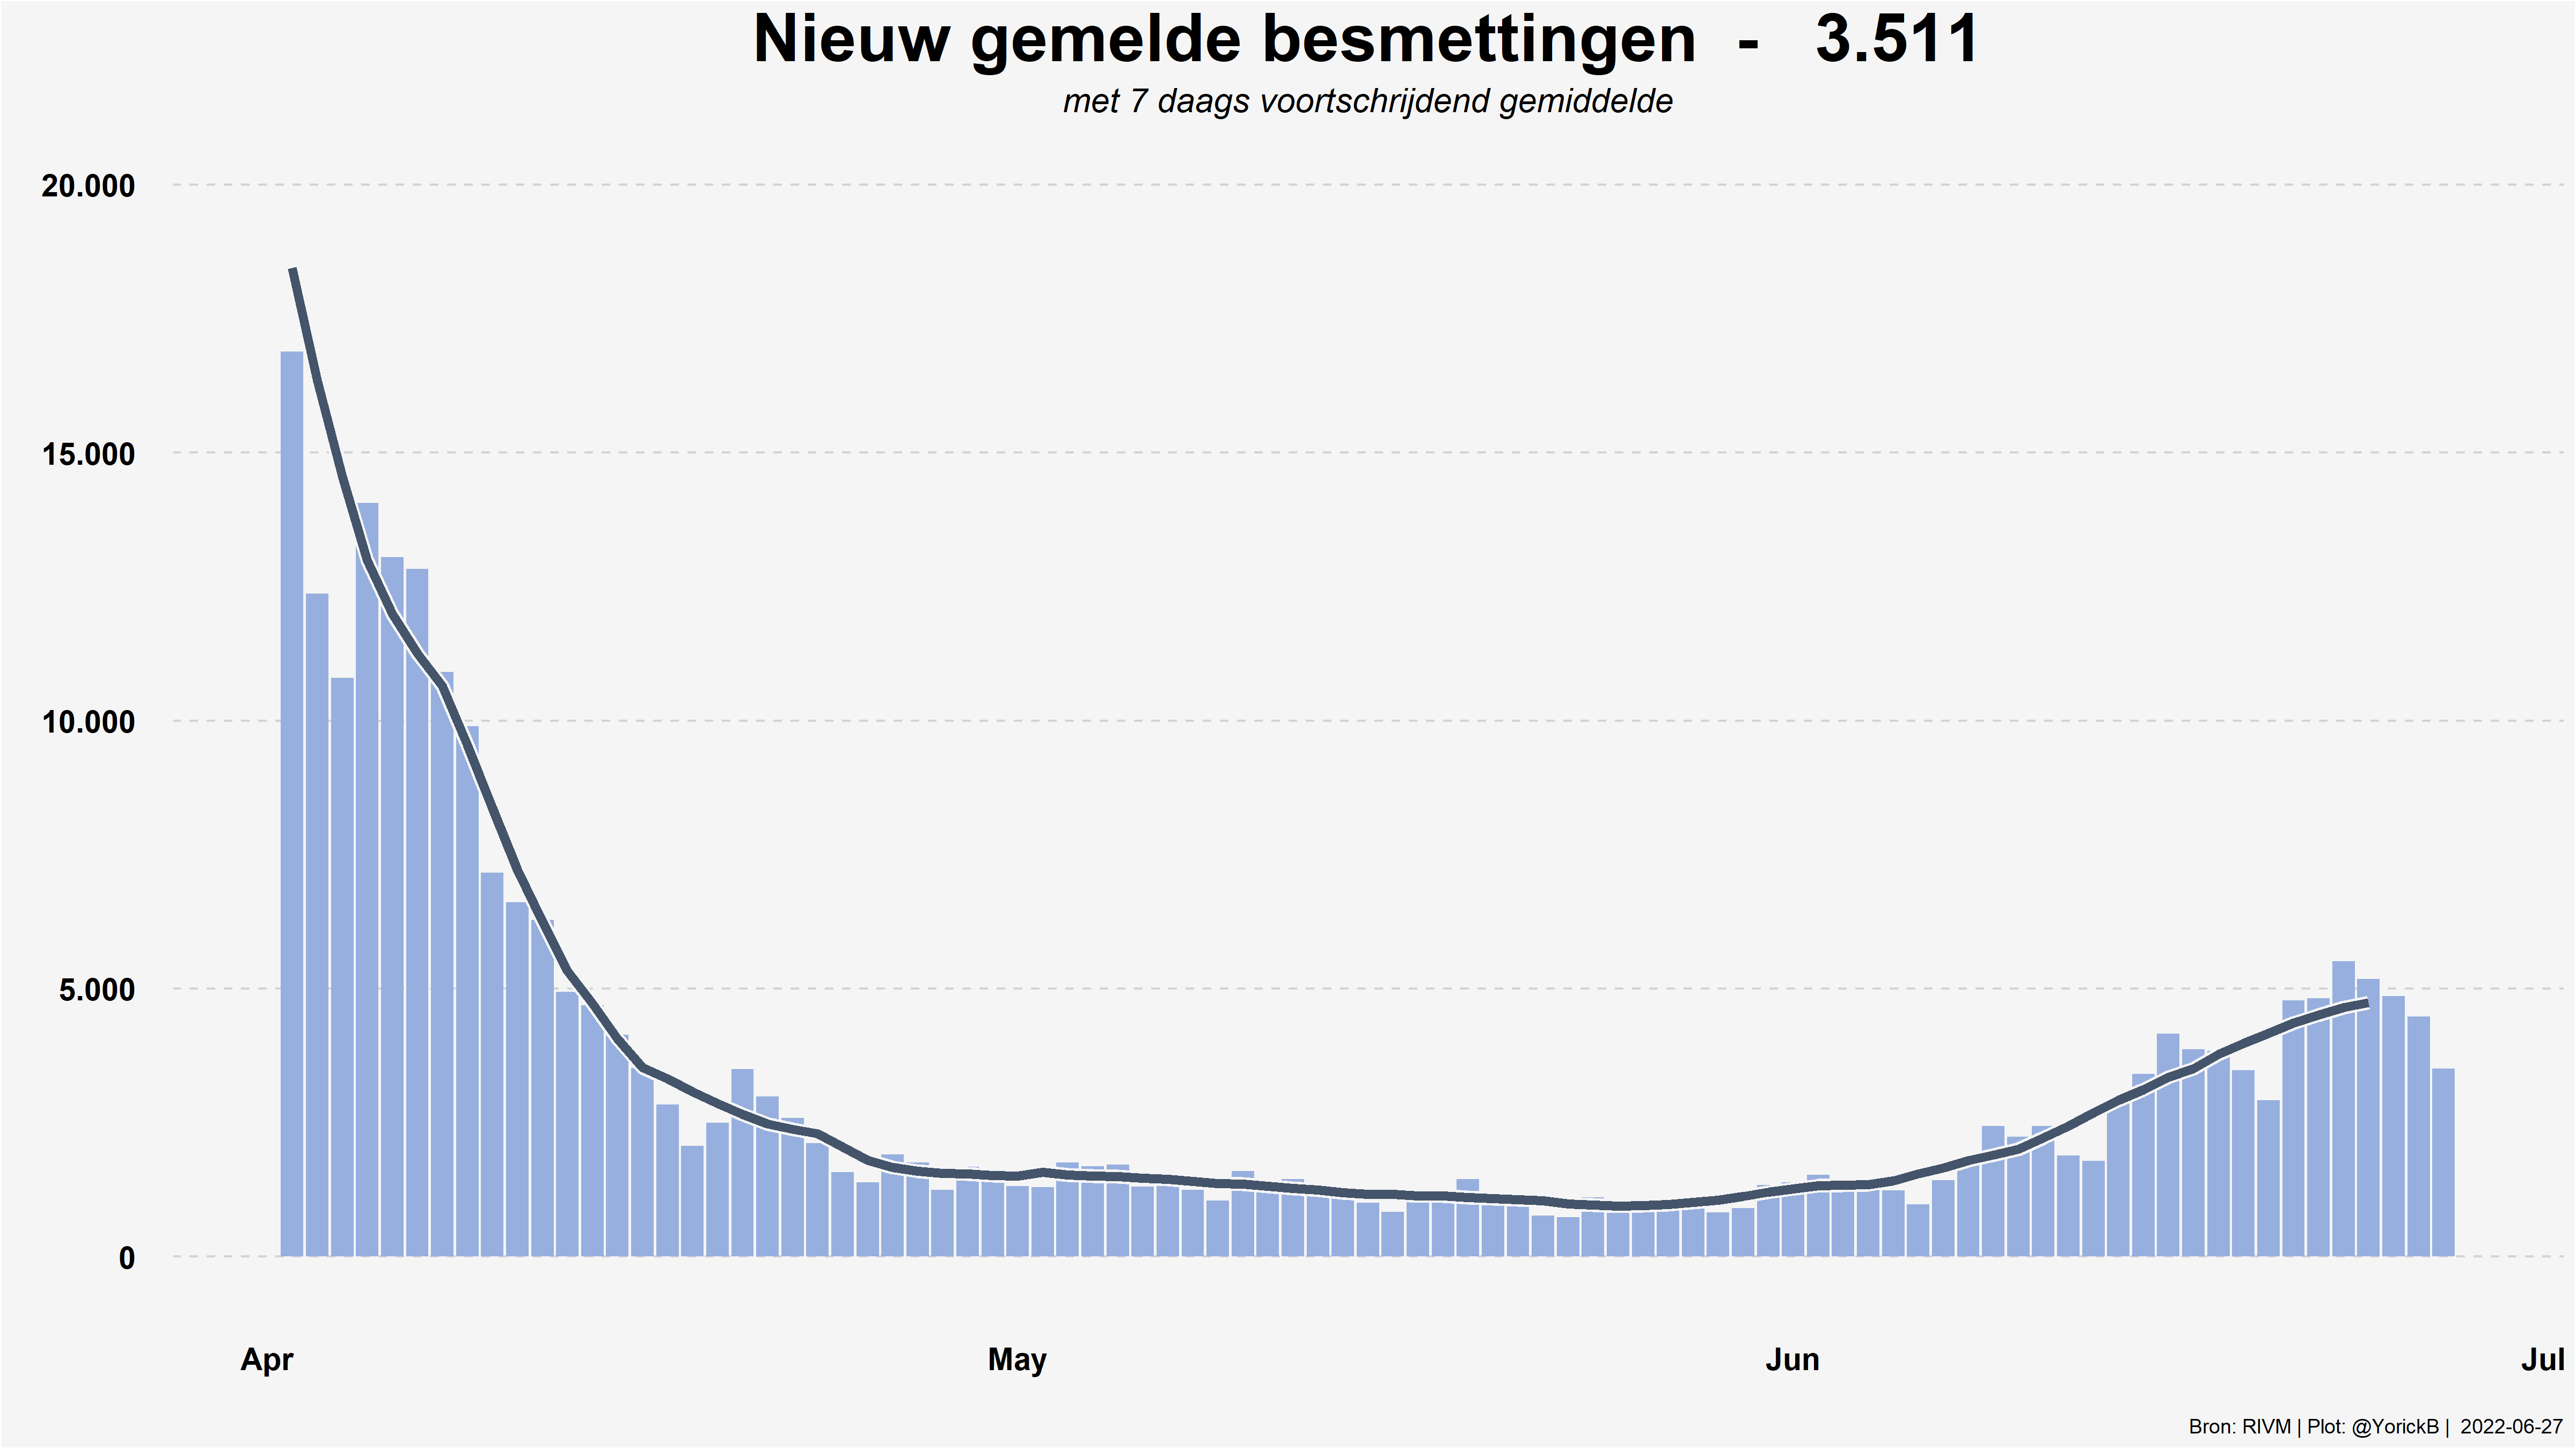 Nieuw gemelde besmettingen - 3.511
met 7 daags voortschrijdend gemiddelde
20.000
15.000
10.000
5.000
0
Apr May Jun Jul
Bron: RIVM | Plot: @YorickB | 2022-06-27